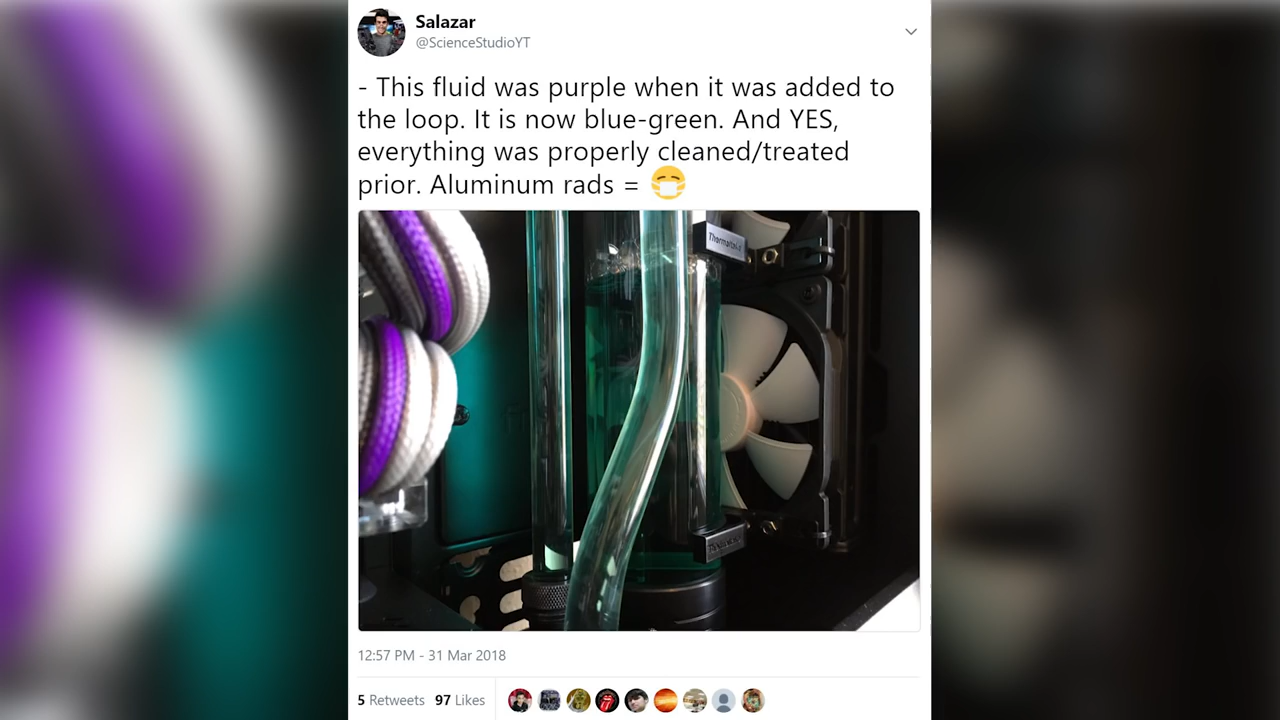 Salazar
@ScienceStudioYT
- This fluid was purple when it was added to
the loop. It is now blue-green. And YES,
everything was properly cleaned/treated
prior. Aluminum rads = 😷
Thermaltake
Thermaltake
12:57 PM - 31 Mar 2018
5 Retweets 97 Likes